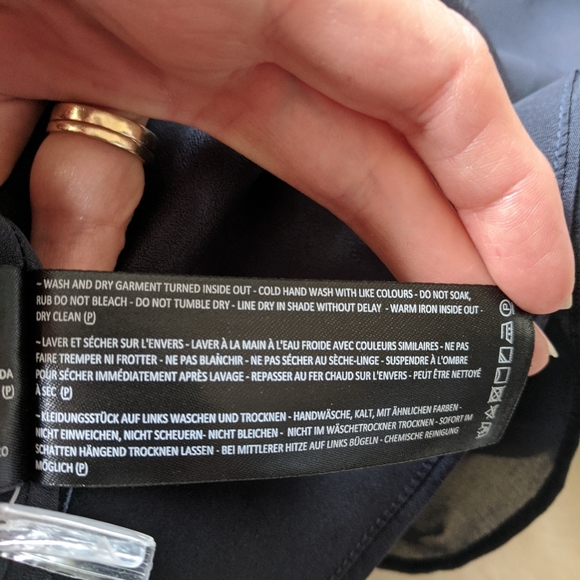 ~ WASH AND DRY GARMENT TURNED INSIDE OUT - COLD HAND WASH WITH LIKE COLOURS - DO NOT SOAK,
RUB DO NOT BLEACH - DO NOT TUMBLE DRY - LINE DRY IN SHADE WITHOUT DELAY - WARM IRON INSIDE OUT -
DRY CLEAN (P)
~ LAVER ET SÉCHER SUR L'ENVERS - LAVER À LA MAIN À L'EAU FROIDE AVEC COULEURS SIMILAIRES - NE PAS
FAIRE TREMPER NI FROTTER - NE PAS BLANCHIR - NE PAS SÉCHER AU SÈCHE-LINGE - SUSPENDRE À L'OMBRE
POUR SÉCHER IMMÉDIATEMENT APRÈS LAVAGE - REPASSER AU FER CHAUD SUR L'ENVERS - PEUT ÊTRE NETTOYÉ
À SEC (P)
~ KLEIDUNGSSTÜCK AUF LINKS WASCHEN UND TROCKNEN - HANDWÄSCHE, KALT, MIT ÄHNLICHEN FARBEN -
NICHT EINWEICHEN, NICHT SCHEUERN- NICHT BLEICHEN - NICHT IM WÄSCHETROCKNER TROCKNEN - SOFORT IM
SCHATTEN HÄNGEND TROCKNEN LASSEN - BEI MITTLERER HITZE AUF LINKS BÜGELN - CHEMISCHE REINIGUNG
MÖGLICH (P)
DA
(P)